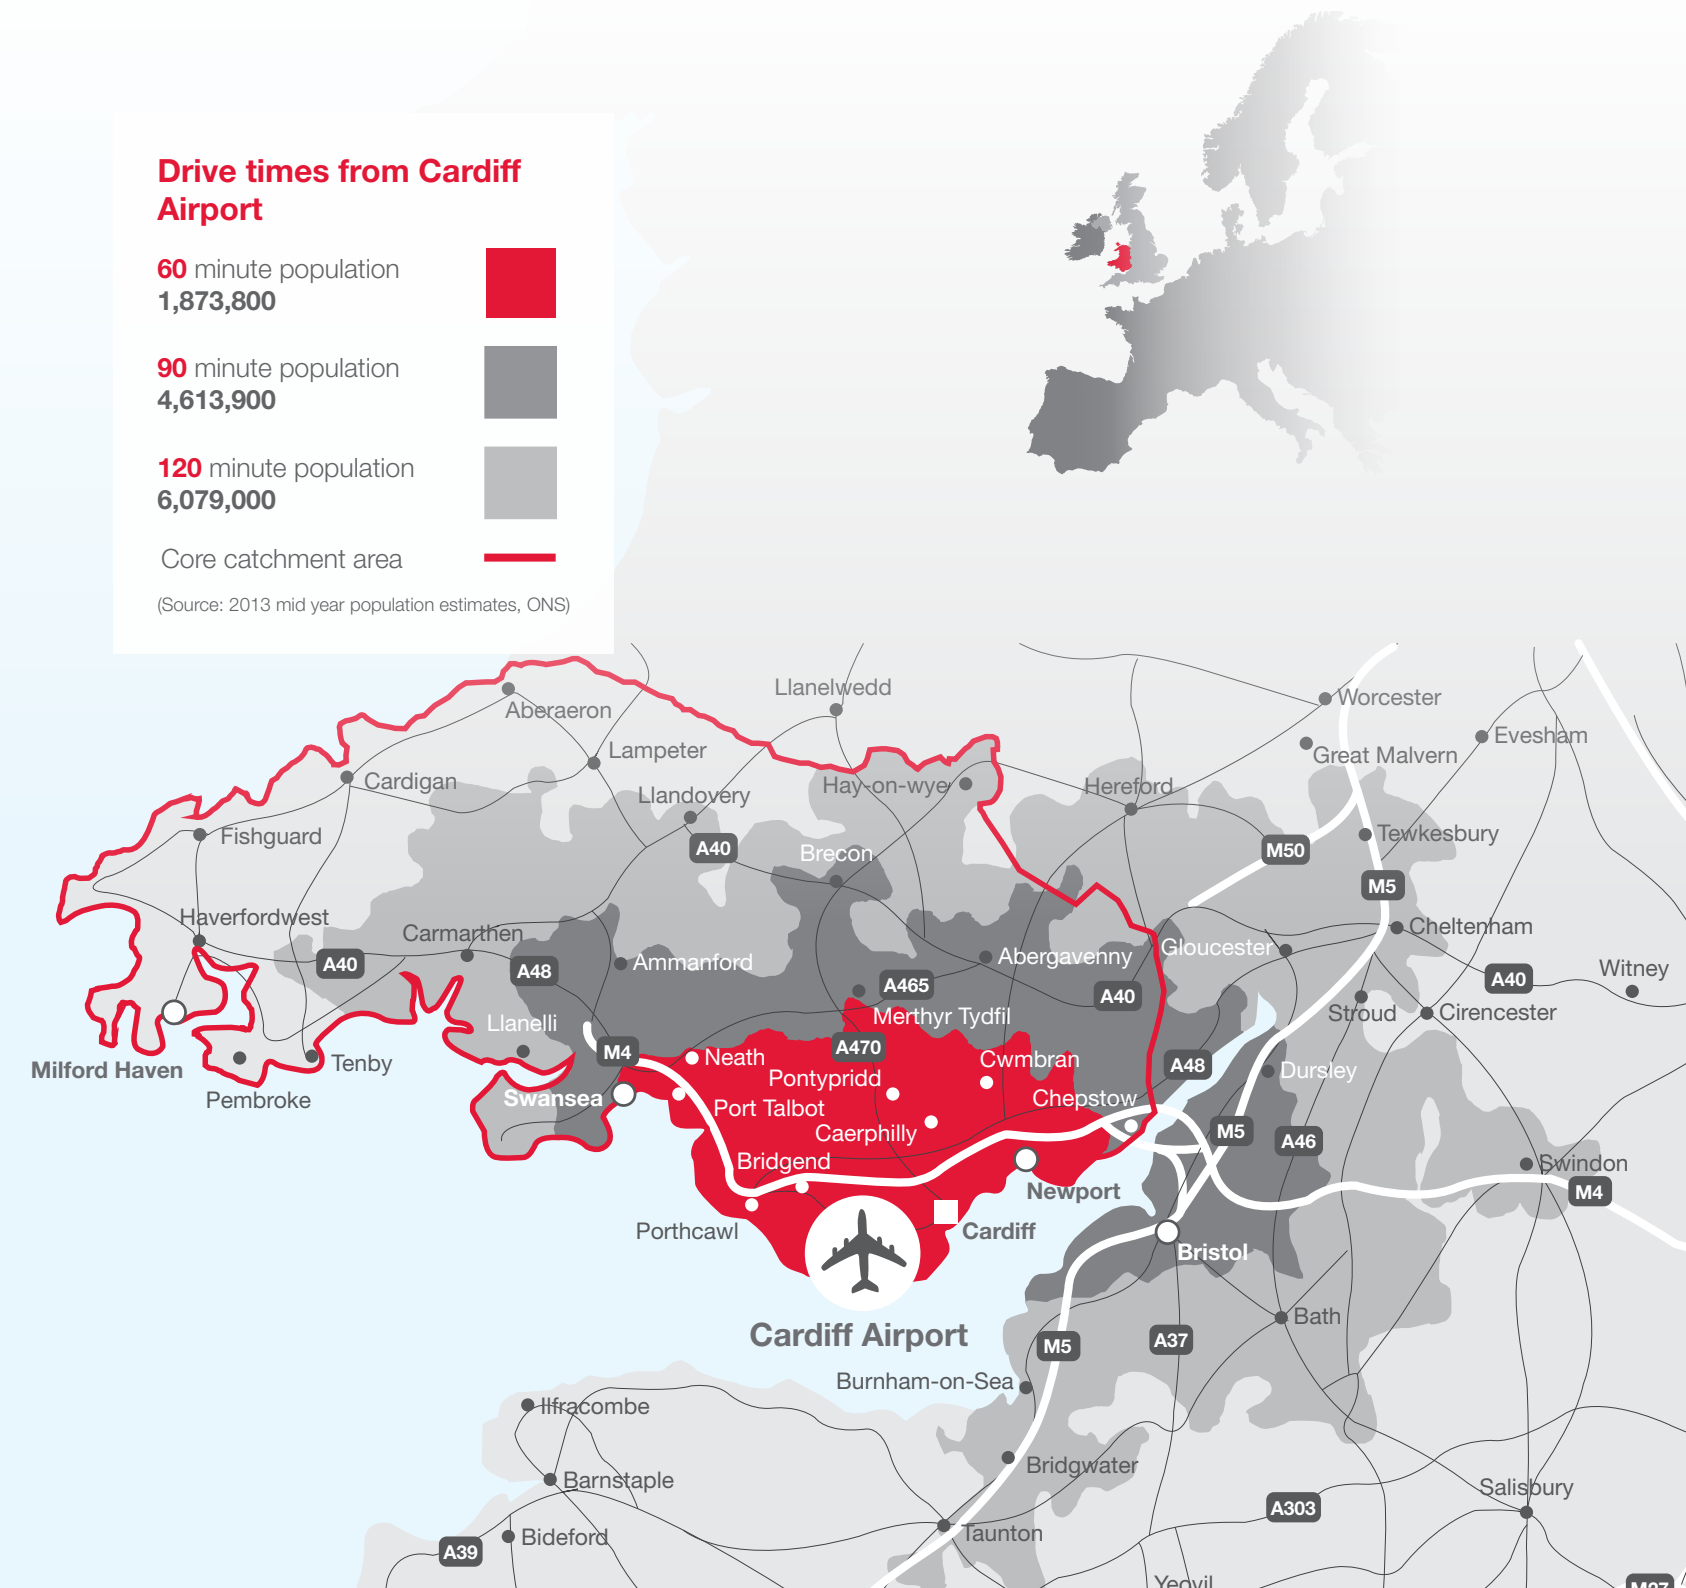 Drive times from Cardiff
Airport
60 minute population
1,873,800
90 minute population
4,613,900
120 minute population
6,079,000
Core catchment area
(Source: 2013 mid year population estimates, ONS)
Llanelwedd
Worcester
Aberaeron
Evesham
Lampeter
Great Malvern
Cardigan
Hay-on-wye
Hereford
Llandovery
Fishguard
A40
Brecon
M50
Tewkesbury
M5
Haverfordwest
Carmarthen
Cheltenham
Gloucester
A40
A48
Ammanford
Abergavenny
A465
A40
A40
Witney
Llanelli
Merthyr Tydfil
Stroud
Cirencester
Milford Haven
Tenby
M4
Neath
A470
Cwmbran
A48
Dursley
Pembroke
Swansea
Pontypridd
Port Talbot
Chepstow
Caerphilly
M5
A46
Bridgend
Swindon
M4
Newport
Porthcawl
Cardiff
Bristol
Cardiff Airport
Bath
M5
A37
Burnham-on-Sea
Ilfracombe
Bridgwater
Barnstaple
Salisbury
A303
Bideford
Taunton
A39
Yeovil
M27